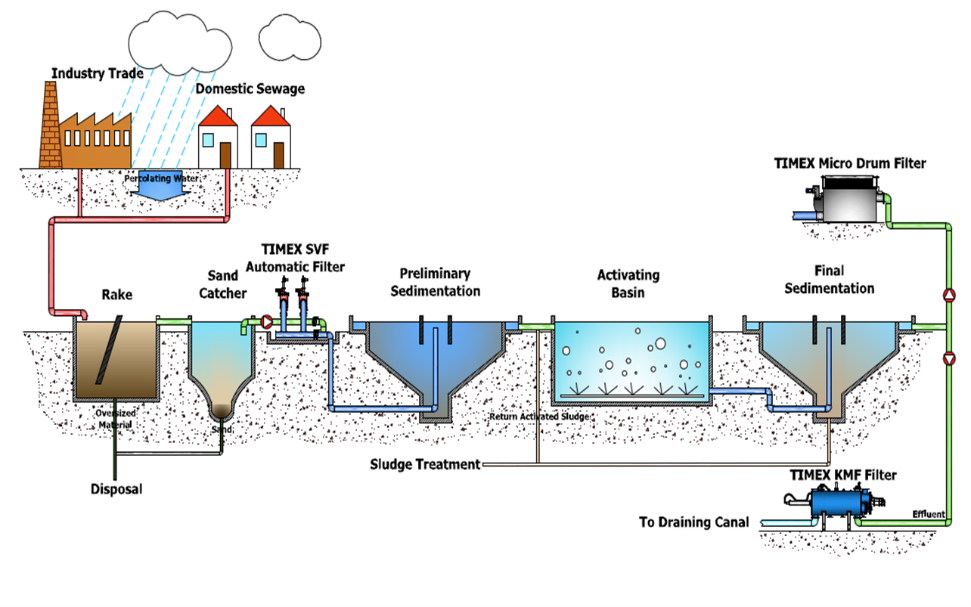 Industry Trade
Domestic Sewage
Percolating Water
TIMEX Micro Drum Filter
TIMEX SVF
Automatic Filter
Rake
Sand
Catcher
Preliminary
Sedimentation
Activating
Basin
Final
Sedimentation
Oversized
Material
Sand
Return Activated Sludge
Sludge Treatment
Disposal
TIMEX KMF Filter
To Draining Canal
Effluent